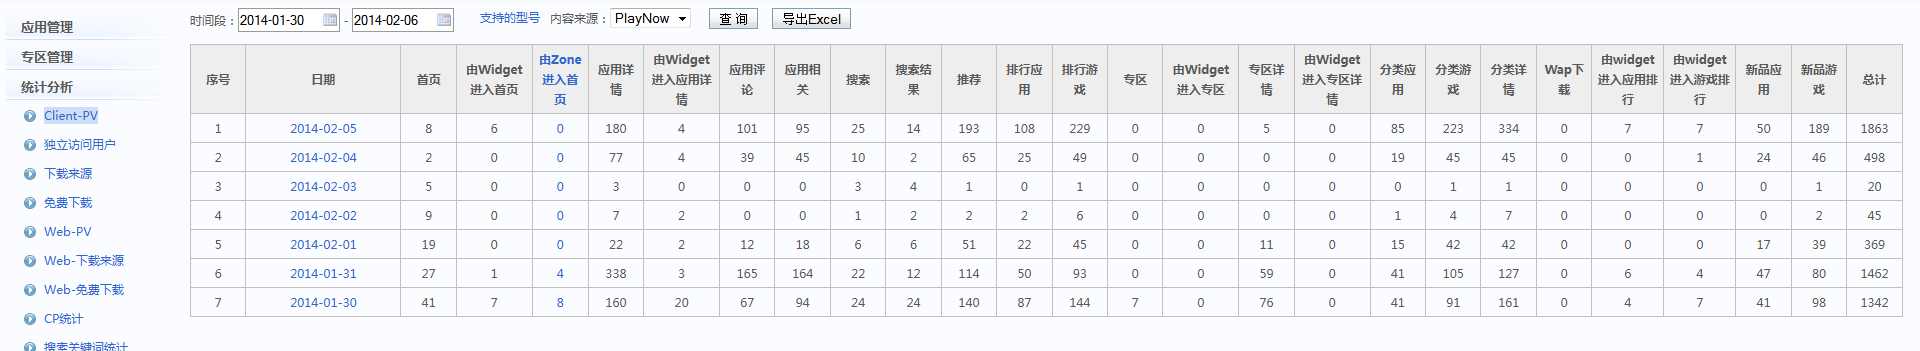 应用管理
专区管理
统计分析
Client-PV
独立访问用户
下载来源
免费下载
Web-PV
Web-下载来源
Web-免费下载
CP统计
搜索关键词统计
时间段：2014-01-30 - 2014-02-06 支持的型号 内容来源：PlayNow 查 询 导出Excel
序号 日期 首页 由Widget进入首页 由Zone进入首页 应用详情 由Widget进入应用详情 应用评论 应用相关 搜索 搜索结果 推荐 排行应用 排行游戏 专区 由Widget进入专区 专区详情 由Widget进入专区详情 分类应用 分类游戏 分类详情 Wap下载 由widget进入应用排行 由widget进入游戏排行 新品应用 新品游戏 总计
1 2014-02-05 8 6 0 180 4 101 95 25 14 193 108 229 0 0 5 0 85 223 334 0 7 7 50 189 1863
2 2014-02-04 2 0 0 77 4 39 45 10 2 65 25 49 0 0 0 0 19 45 45 0 0 1 24 46 498
3 2014-02-03 5 0 0 3 0 0 0 3 4 1 0 1 0 0 0 0 0 1 1 0 0 0 0 1 20
4 2014-02-02 9 0 0 7 2 0 0 1 2 2 2 6 0 0 0 0 1 4 7 0 0 0 0 2 45
5 2014-02-01 19 0 0 22 2 12 18 6 6 51 22 45 0 0 11 0 15 42 42 0 0 0 17 39 369
6 2014-01-31 27 1 4 338 3 165 164 22 12 114 50 93 0 0 59 0 41 105 127 0 6 4 47 80 1462
7 2014-01-30 41 7 8 160 20 67 94 24 24 140 87 144 7 0 76 0 41 91 161 0 4 7 41 98 1342